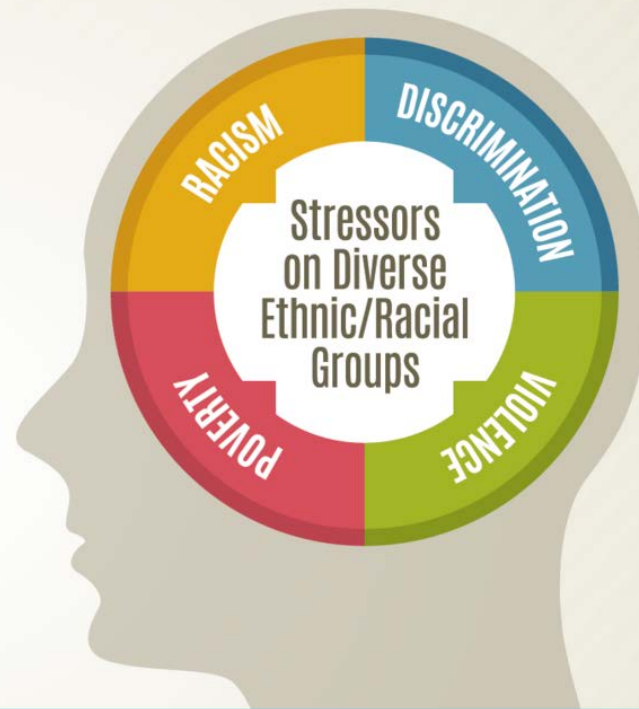 RACISM
DISCRIMINATION
Stressors
on Diverse
Ethnic/Racial
Groups
POVERTY
VIOLENCE